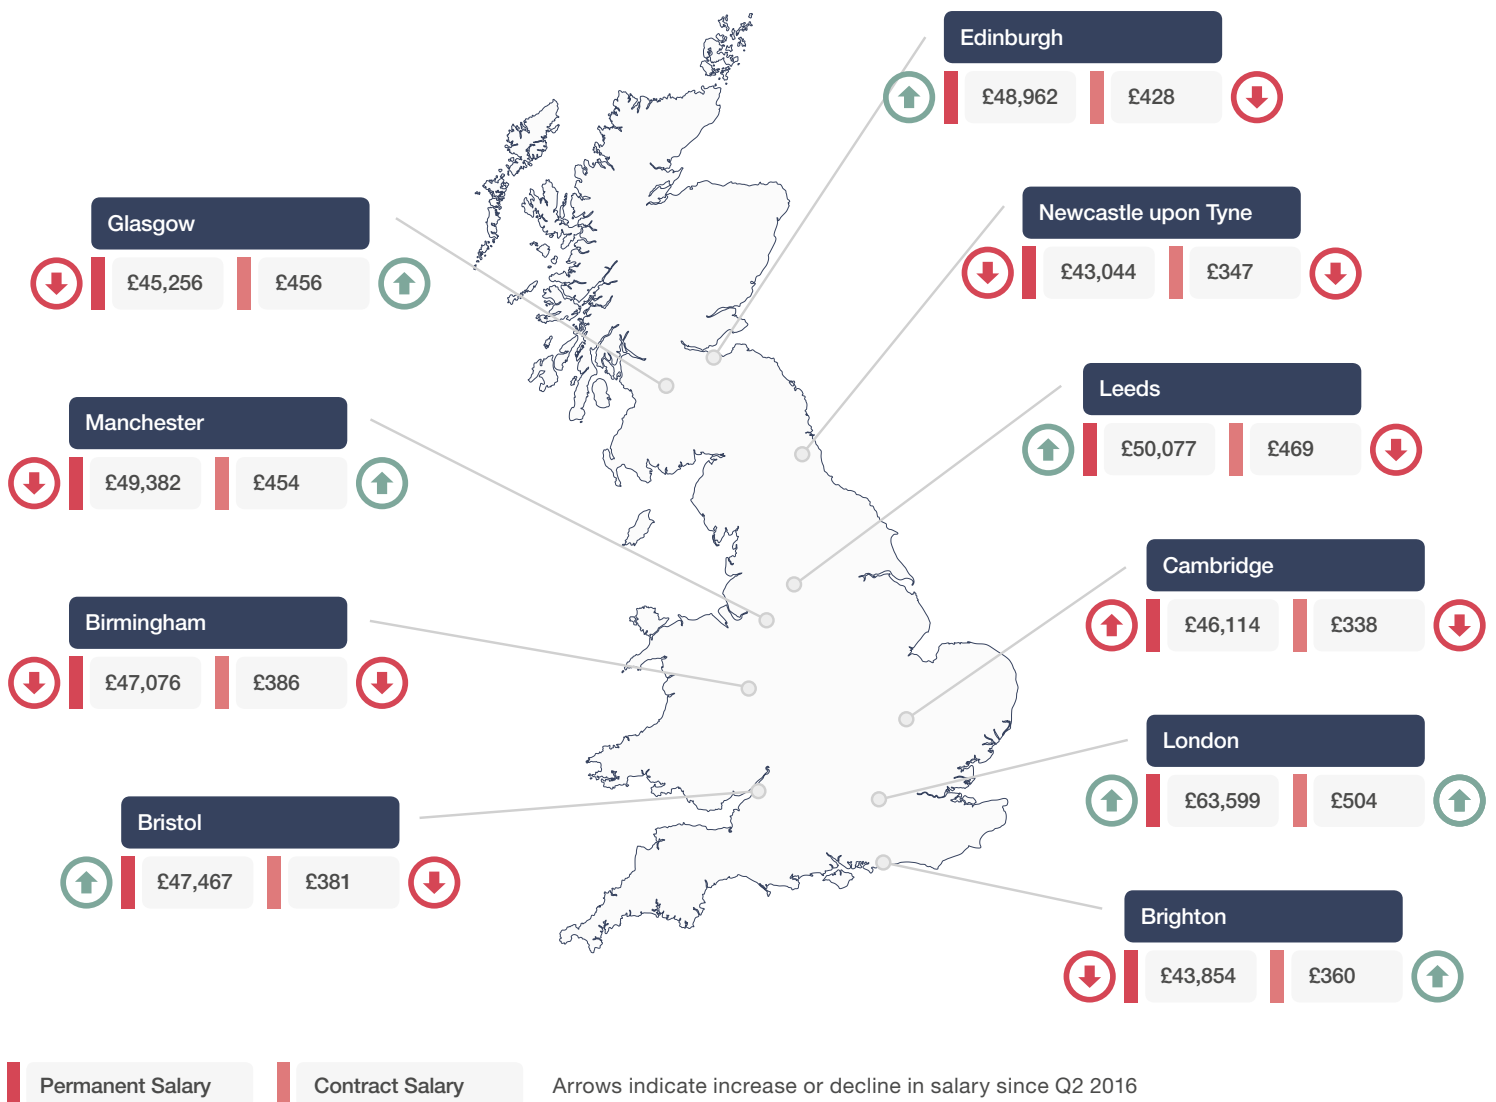 Edinburgh
£48,962 £428
Glasgow
£45,256 £456
Newcastle upon Tyne
£43,044 £347
Manchester
£49,382 £454
Leeds
£50,077 £469
Birmingham
£47,076 £386
Cambridge
£46,114 £338
London
£63,599 £504
Bristol
£47,467 £381
Brighton
£43,854 £360
Permanent Salary Contract Salary Arrows indicate increase or decline in salary since Q2 2016